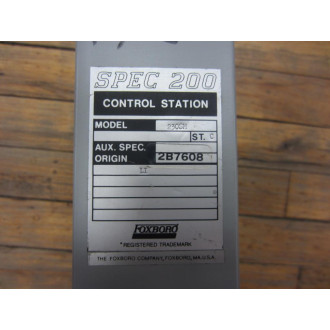 SPEC 200
CONTROL STATION
MODEL
ST. C
AUX. SPEC.
ORIGIN 2B7608
FOXBORO
*REGISTERED TRADEMARK
THE FOXBORO COMPANY, FOXBORO, MA. U.S.A.